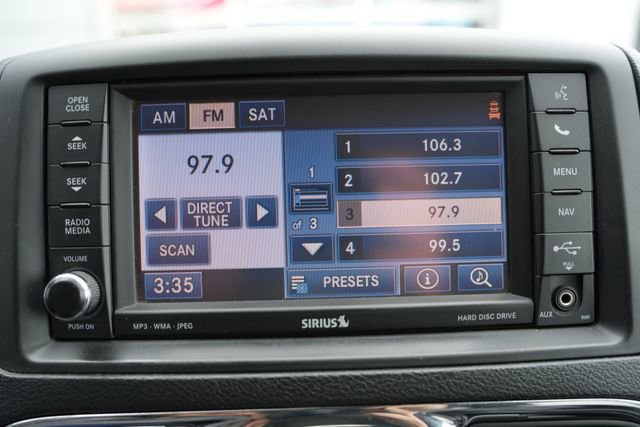 OPEN
CLOSE
SEEK
SEEK
RADIO
MEDIA
VOLUME
PUSH ON
AM FM SAT
97.9
DIRECT
TUNE
SCAN
3:35
1
of 3
1 106.3
2 102.7
3 97.9
4 99.5
PRESETS
i
MENU
NAV
PULL
AUX
MP3 · WMA · JPEG
SIRIUS
HARD DISC DRIVE